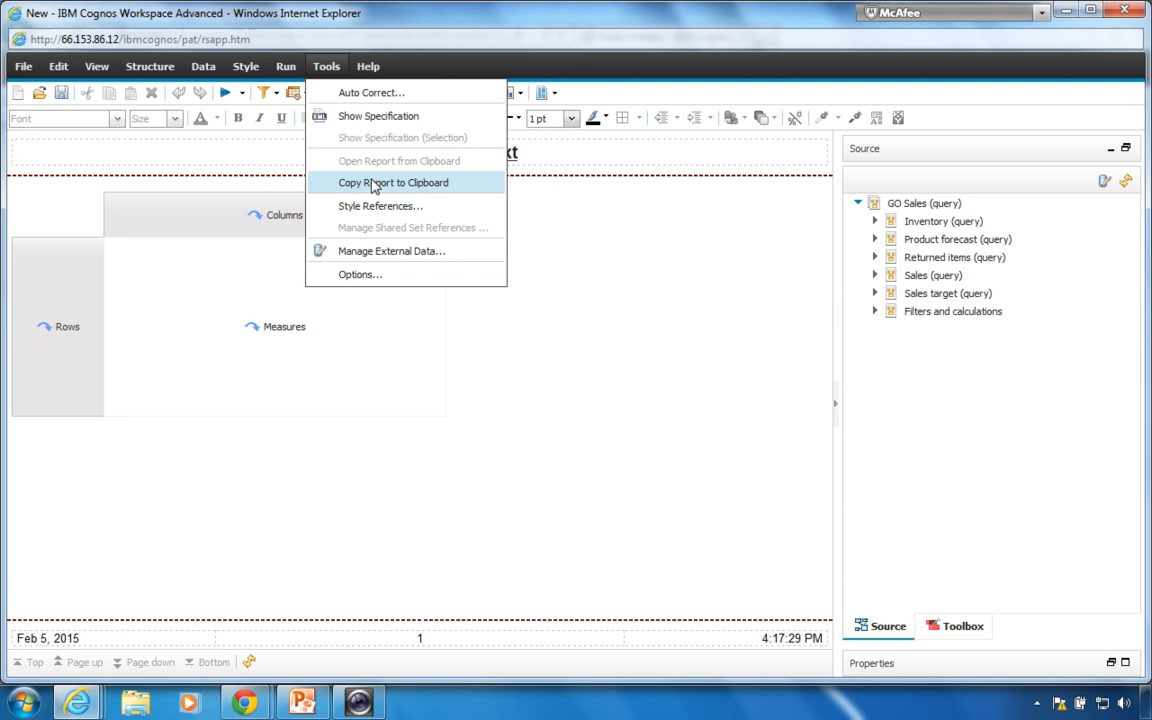 New - IBM Cognos Workspace Advanced - Windows Internet Explorer
McAfee
http://66.153.86.12/ibmcognos/pat/rsapp.htm
File Edit View Structure Data Style Run Tools Help
Font Size 1 pt
Auto Correct...
Show Specification
Show Specification (Selection)
Open Report from Clipboard
Copy Report to Clipboard
Style References...
Manage Shared Set References ...
Manage External Data...
Options...
xt
Columns
Rows
Measures
Source
GO Sales (query)
Inventory (query)
Product forecast (query)
Returned items (query)
Sales (query)
Sales target (query)
Filters and calculations
Source Toolbox
Feb 5, 2015 1 4:17:29 PM
Top Page up Page down Bottom
Properties